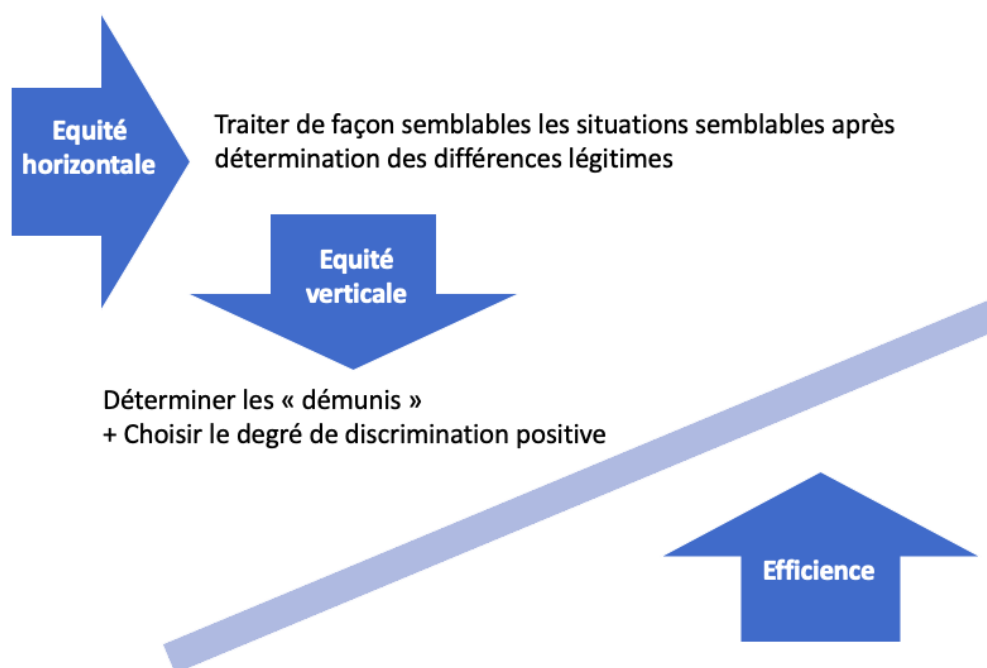 Equité
horizontale
Traiter de façon semblables les situations semblables après
détermination des différences légitimes
Equité
verticale
Déterminer les « démunis »
+ Choisir le degré de discrimination positive
Efficience